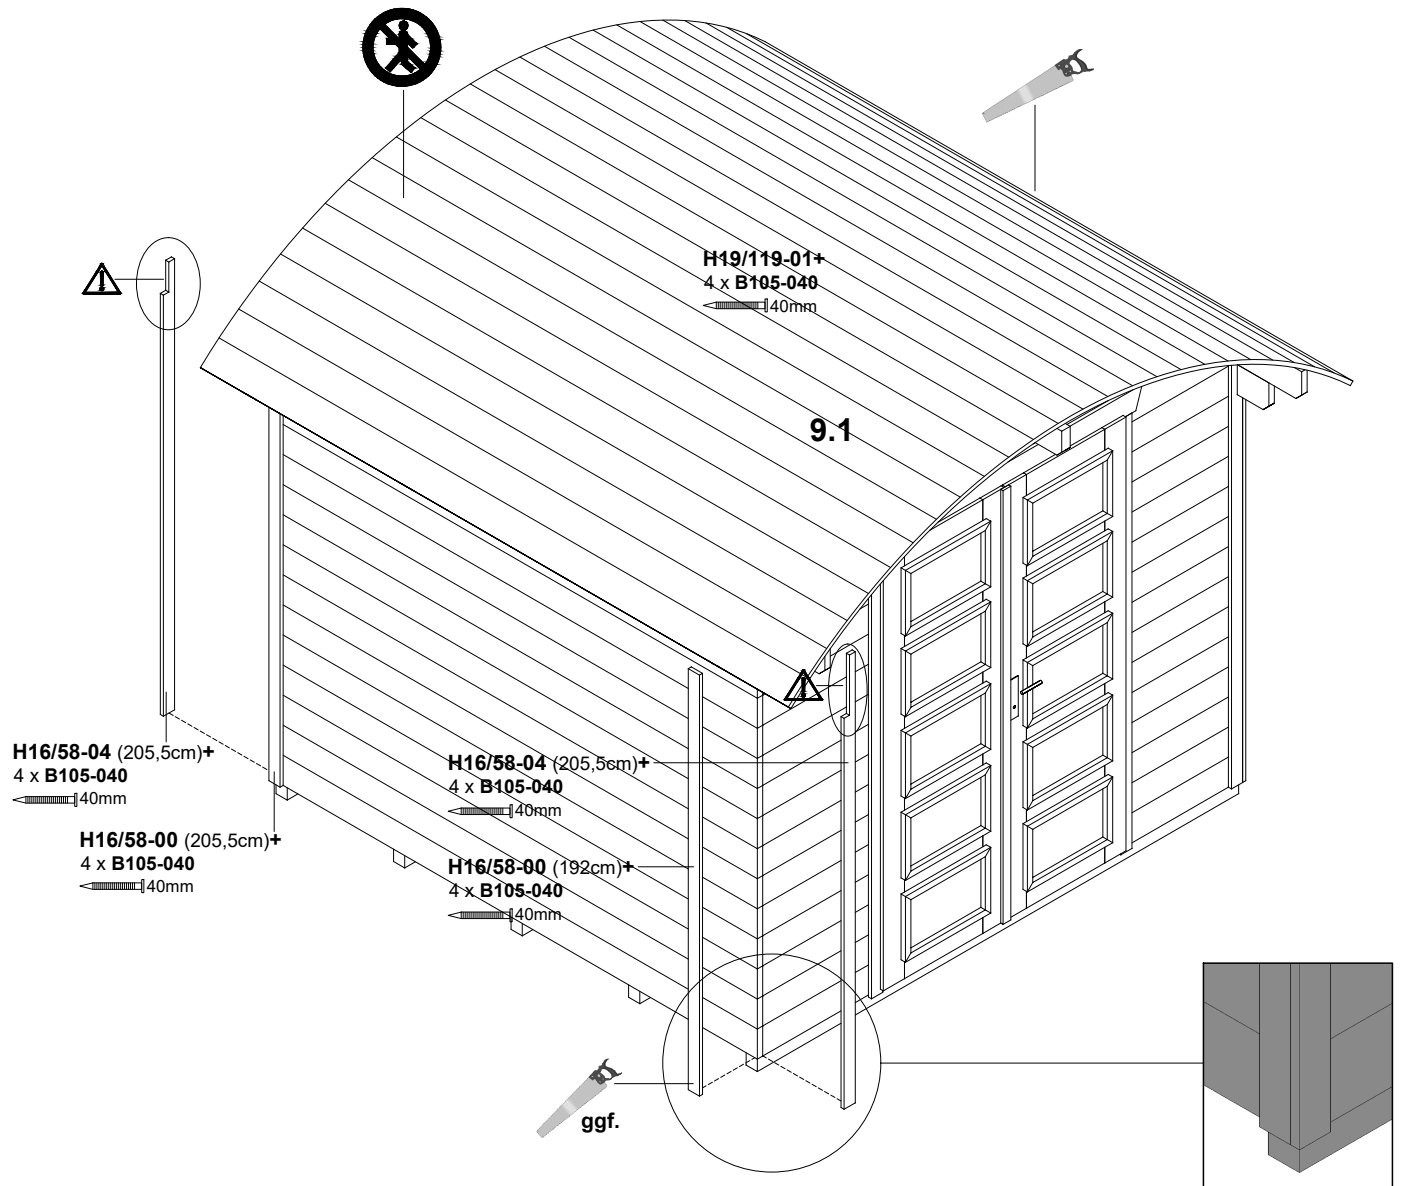 H19/119-01+
4 x B105-040
40mm
9.1
H16/58-04 (205,5cm)+
4 x B105-040
40mm
H16/58-00 (205,5cm)+
4 x B105-040
40mm
H16/58-04 (205,5cm)+
4 x B105-040
40mm
H16/58-00 (192cm)+
4 x B105-040
40mm
ggf.